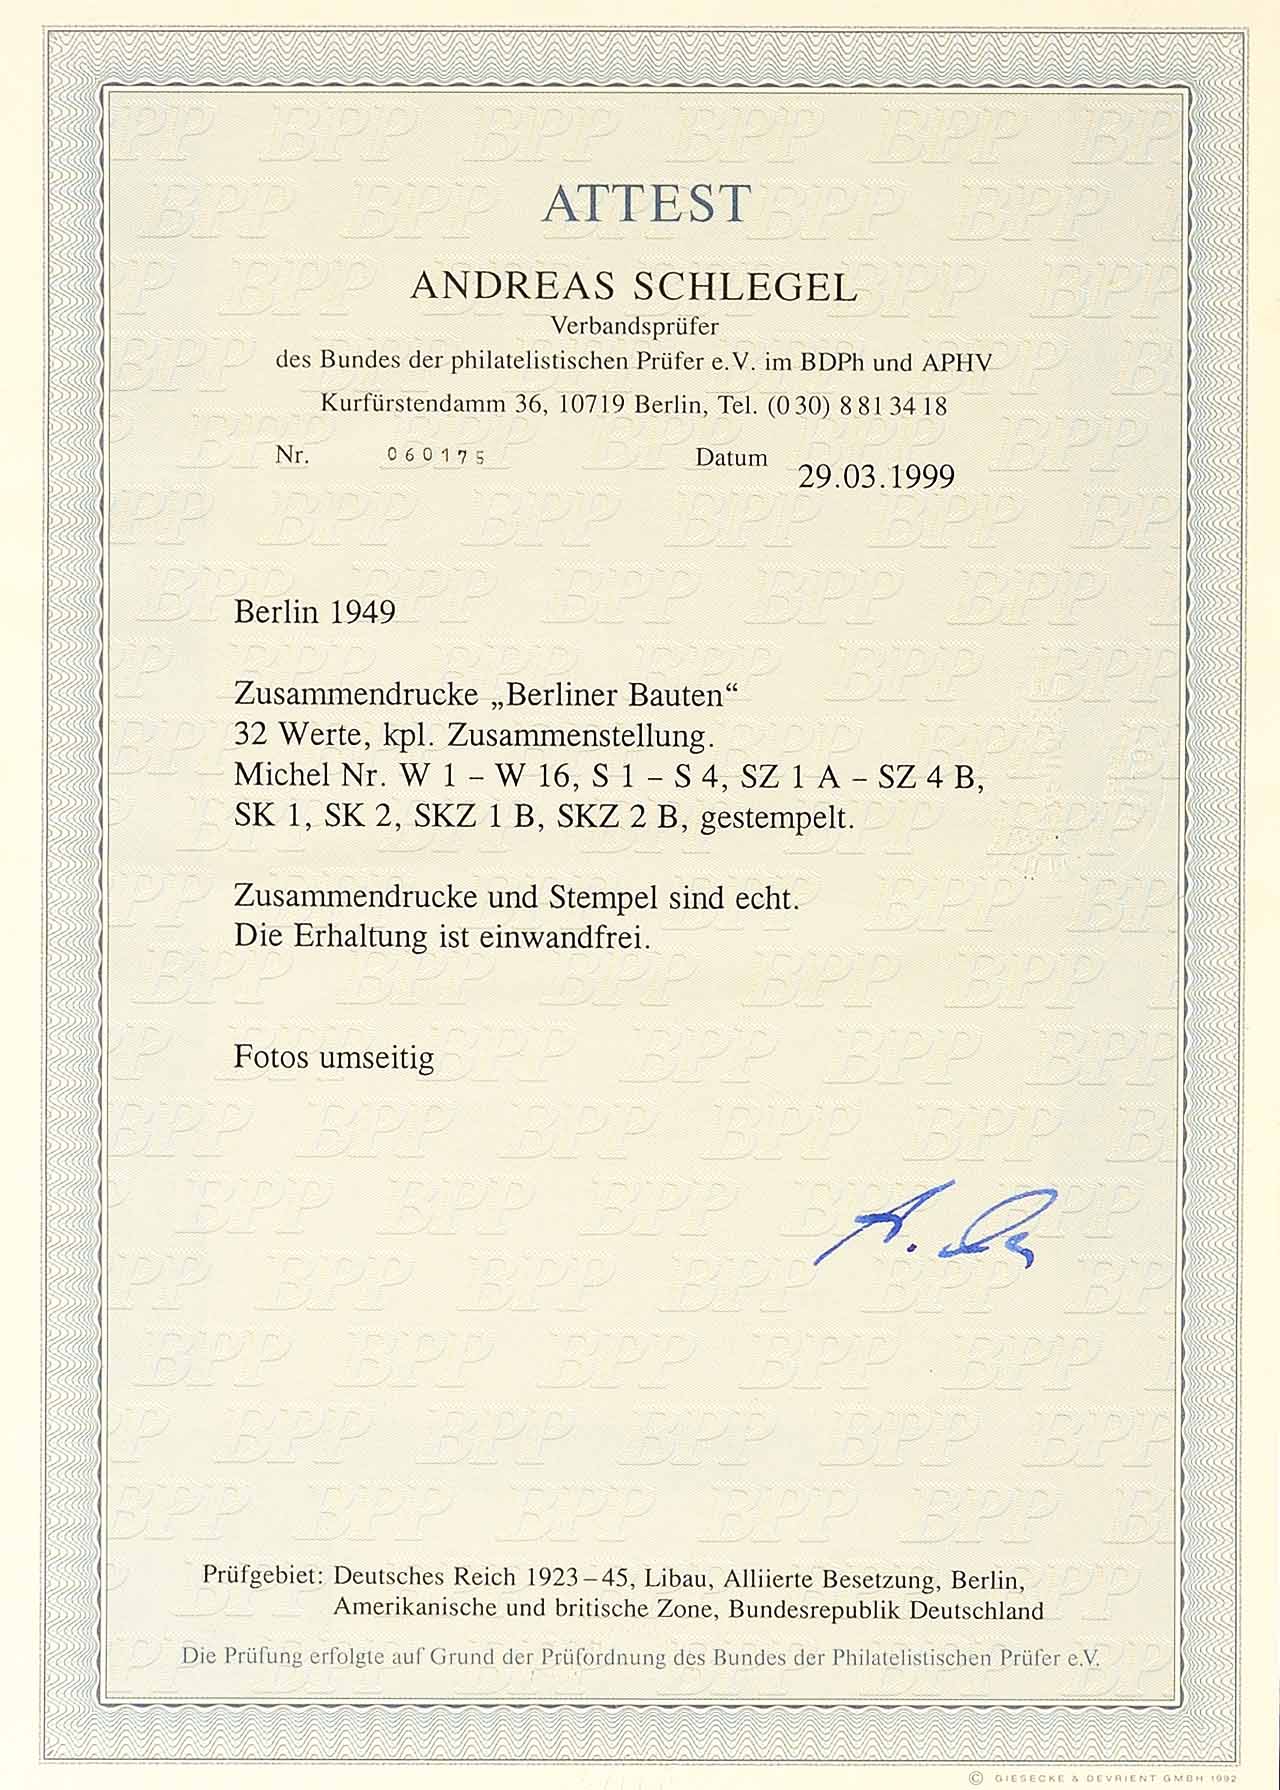 ATTEST
ANDREAS SCHLEGEL
Verbandsprüfer
des Bundes der philatelistischen Prüfer e.V. im BDPh und APHV
Kurfürstendamm 36, 10719 Berlin, Tel. (0 30) 8 81 34 18
Nr. 060175 Datum 29.03.1999
Berlin 1949
Zusammendrucke „Berliner Bauten“
32 Werte, kpl. Zusammenstellung.
Michel Nr. W 1 – W 16, S 1 – S 4, SZ 1 A – SZ 4 B,
SK 1, SK 2, SKZ 1 B, SKZ 2 B, gestempelt.
Zusammendrucke und Stempel sind echt.
Die Erhaltung ist einwandfrei.
Fotos umseitig
Prüfgebiet: Deutsches Reich 1923 – 45, Libau, Alliierte Besetzung, Berlin,
Amerikanische und britische Zone, Bundesrepublik Deutschland
Die Prüfung erfolgte auf Grund der Prüfordnung des Bundes der Philatelistischen Prüfer e.V.
© GIESECKE & DEVRIENT GMBH 1992